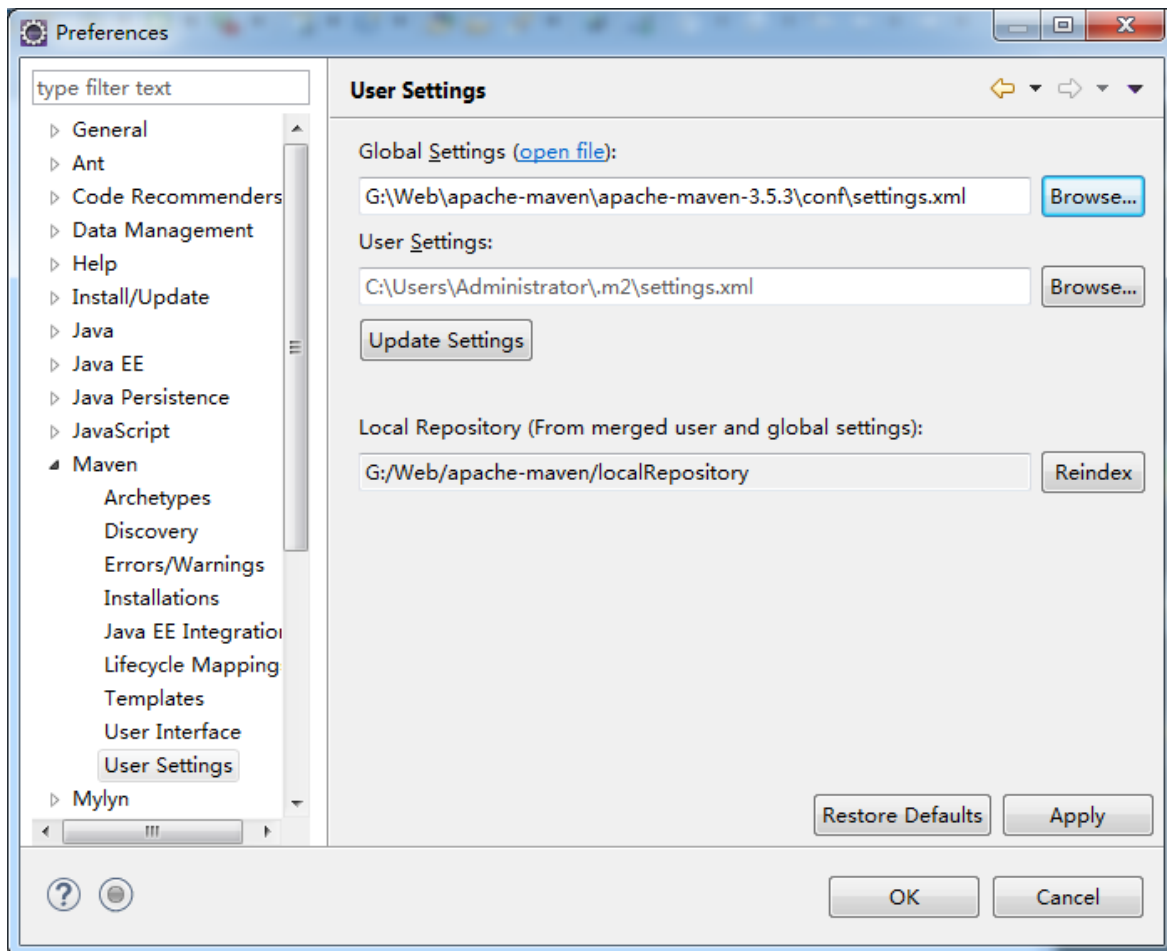 Preferences
type filter text
General
Ant
Code Recommenders
Data Management
Help
Install/Update
Java
Java EE
Java Persistence
JavaScript
Maven
Archetypes
Discovery
Errors/Warnings
Installations
Java EE Integratio
Lifecycle Mapping
Templates
User Interface
User Settings
Mylyn
User Settings
Global Settings (open file):
G:\Web\apache-maven\apache-maven-3.5.3\conf\settings.xml Browse...
User Settings:
C:\Users\Administrator\.m2\settings.xml Browse...
Update Settings
Local Repository (From merged user and global settings):
G:/Web/apache-maven/localRepository Reindex
Restore Defaults Apply
OK Cancel